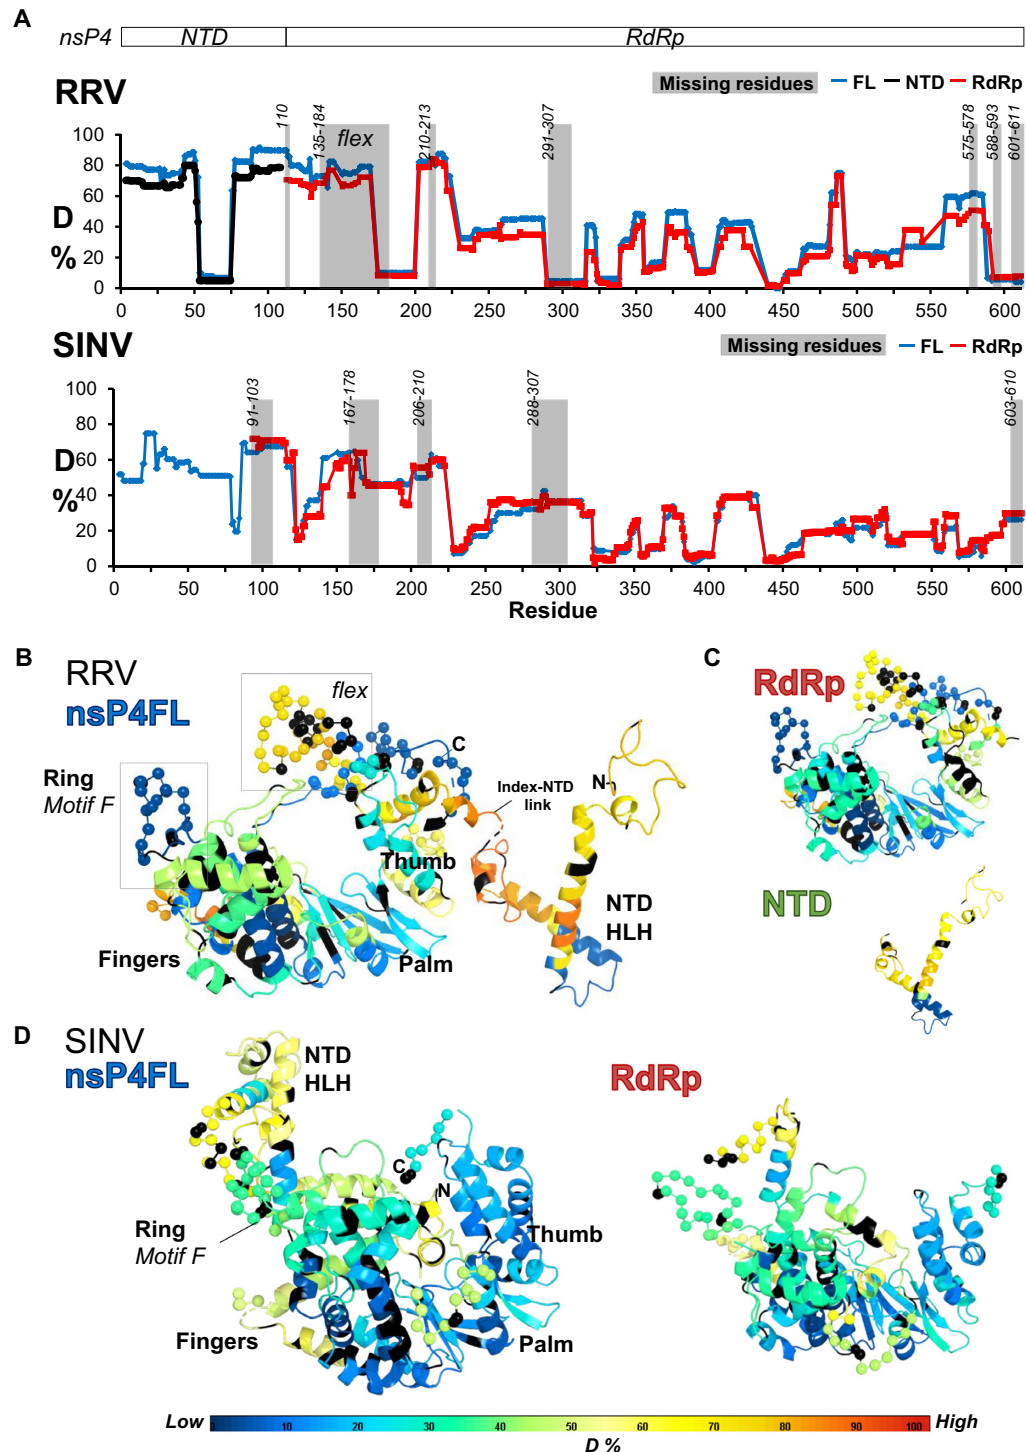 A
nsP4 NTD RdRp
RRV
Missing residues FL NTD RdRp
110
135-184
flex
210-213
291-307
575-578
588-593
601-611
100
80
60
40
20
0
D
%
0 50 100 150 200 250 300 350 400 450 500 550 600
SINV
Missing residues FL RdRp
91-103
167-178
206-210
288-307
603-610
100
80
60
40
20
0
D
%
0 50 100 150 200 250 300 350 400 450 500 550 600
Residue
B
RRV
nsP4FL
flex
C
N
Ring
Motif F
Index-NTD
link
Thumb
NTD
HLH
Fingers
Palm
C
RdRp
NTD
D
SINV
nsP4FL
NTD
HLH
RdRp
C
N
Ring
Motif F
Thumb
Fingers
Palm
Low 0 10 20 30 40 50 60 70 80 90 100 High
D %